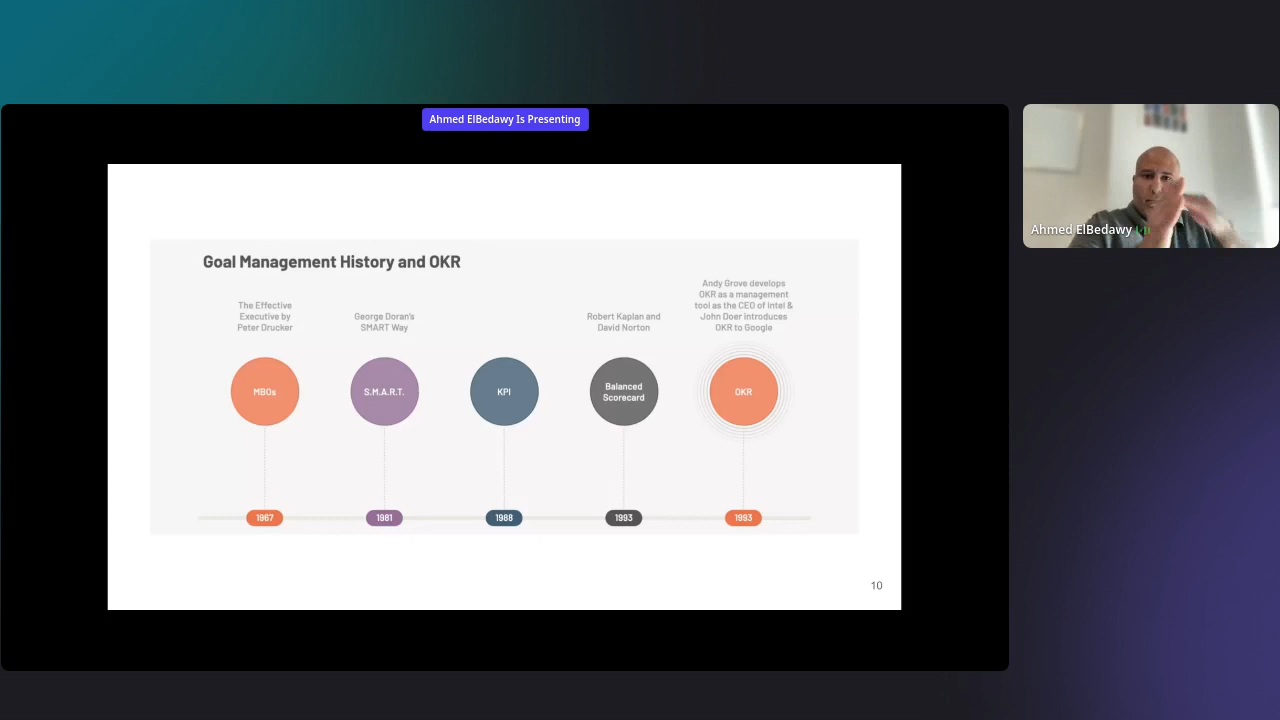 Ahmed ElBedawy Is Presenting
Goal Management History and OKR
The Effective
Executive by
Peter Drucker
George Doran's
SMART Way
Robert Kaplan and
David Norton
Andy Grove develops
OKR as a management
tool as the CEO of Intel &
John Doer introduces
OKR to Google
MBOs
S.M.A.R.T.
KPI
Balanced
Scorecard
OKR
1967
1981
1988
1993
1993
10
Ahmed ElBedawy